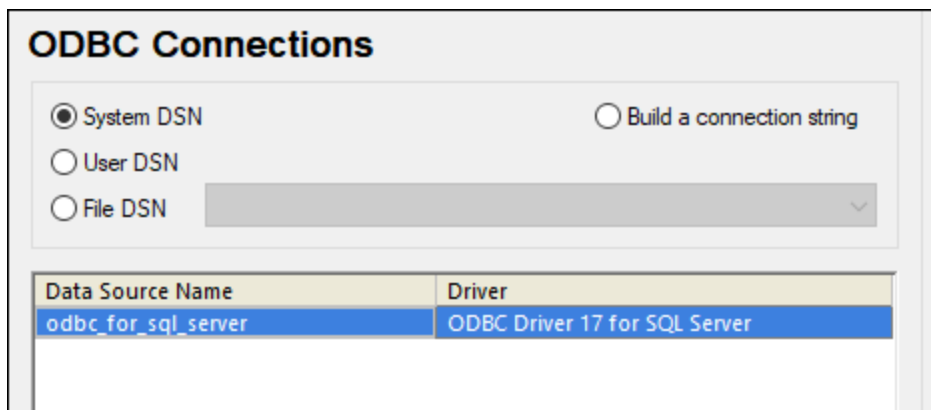 ODBC Connections
System DSN
Build a connection string
User DSN
File DSN
Data Source Name Driver
odbc_for_sql_server ODBC Driver 17 for SQL Server